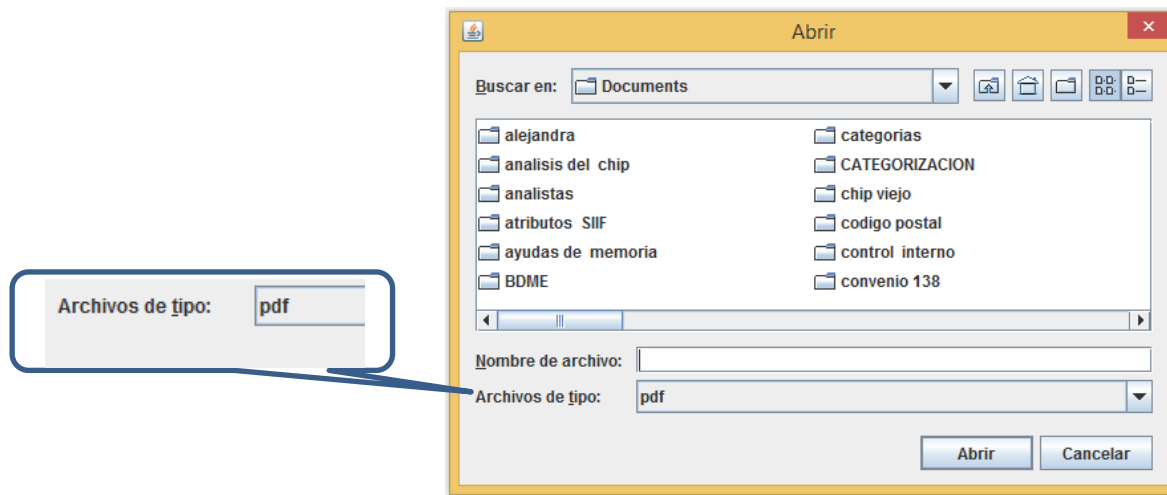 Abrir
Buscar en: Documents
alejandra categorias
analisis del chip CATEGORIZACION
analistas chip viejo
atributos SIIF codigo postal
ayudas de memoria control interno
BDME convenio 138
Archivos de tipo: pdf
Nombre de archivo:
Archivos de tipo: pdf
Abrir Cancelar